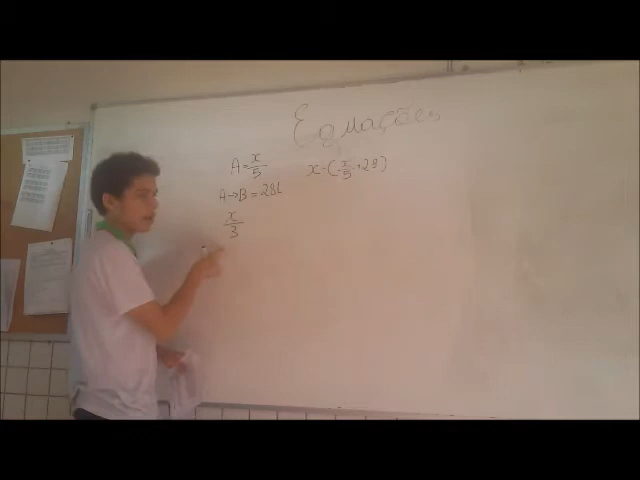 Equações
A = x/5
x - (x/5 + 28)
A → B = 28L
x/3